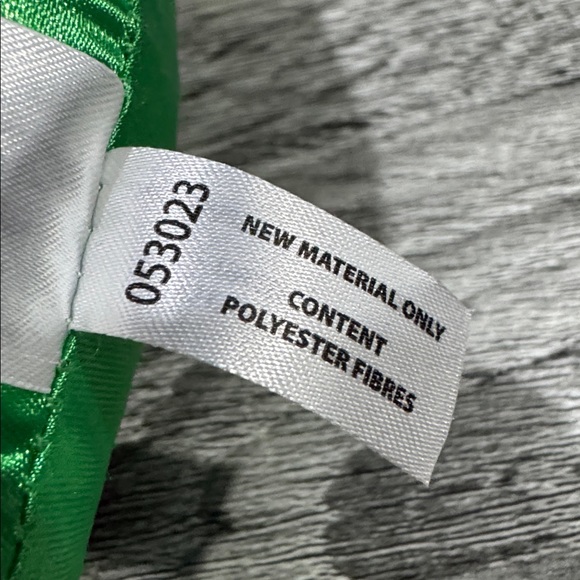 053023
NEW MATERIAL ONLY
CONTENT
POLYESTER FIBRES